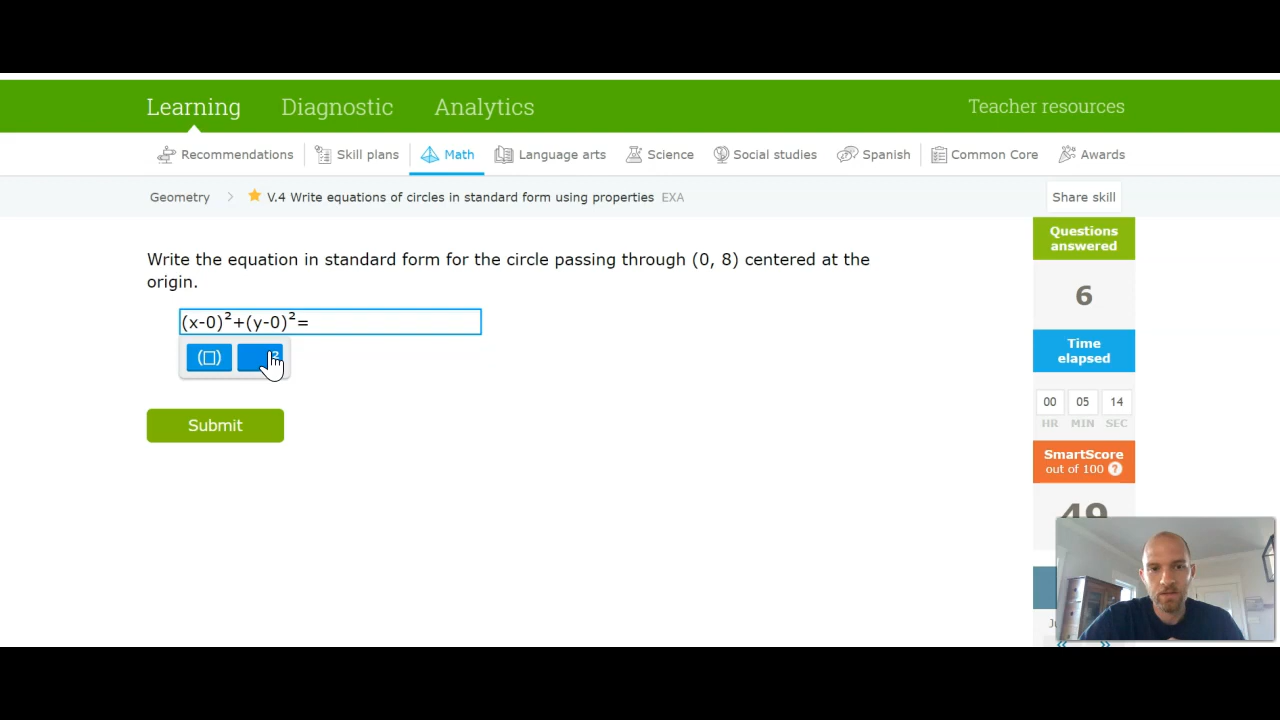 Learning Diagnostic Analytics Teacher resources
Recommendations Skill plans Math Language arts Science Social studies Spanish Common Core Awards
Geometry > V.4 Write equations of circles in standard form using properties EXA Share skill
Write the equation in standard form for the circle passing through (0, 8) centered at the
origin.
(x-0)²+(y-0)²=
(□) ²
Submit
Questions
answered
6
Time
elapsed
00 05 14
HR MIN SEC
SmartScore
out of 100 ?
49